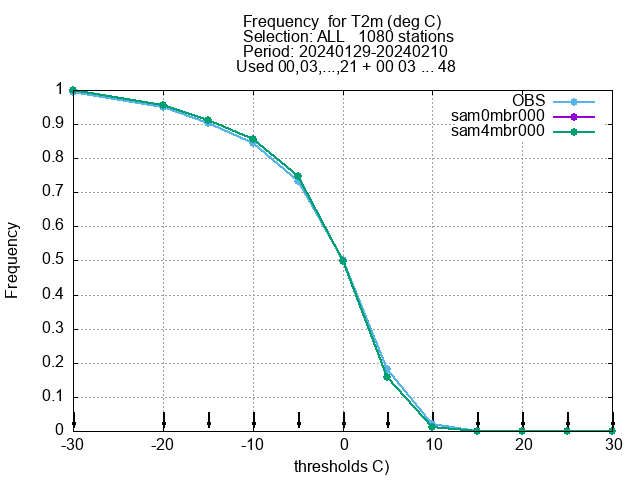 Frequency  for T2m (deg C)
Selection: ALL   1080 stations
Period: 20240129-20240210
Used 00,03,...,21 + 00 03 ... 48
OBS
sam0mbr000
sam4mbr000
Frequency
1
0.9
0.8
0.7
0.6
0.5
0.4
0.3
0.2
0.1
0
-30 -20 -10 0 10 20 30
thresholds C)